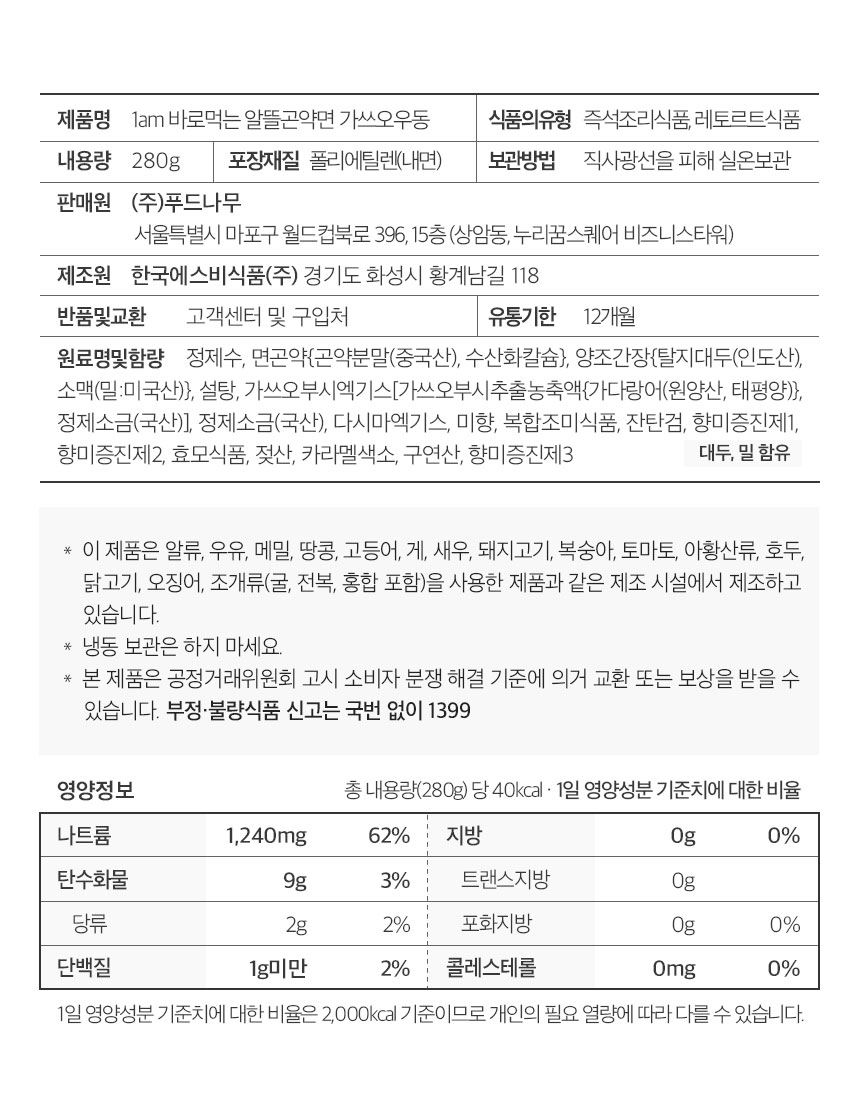 제품명 1am 바로먹는 알뜰곤약면 가쓰오우동 식품의유형 즉석조리식품, 레토르트식품
내용량 280g 포장재질 폴리에틸렌(내면) 보관방법 직사광선을 피해 실온보관
판매원 (주)푸드나무
서울특별시 마포구 월드컵북로 396, 15층 (상암동, 누리꿈스퀘어 비즈니스타워)
제조원 한국에스비식품(주) 경기도 화성시 황계남길 118
반품및교환 고객센터 및 구입처 유통기한 12개월
원료명및함량 정제수, 면곤약{곤약분말(중국산), 수산화칼슘}, 양조간장{탈지대두(인도산),
소맥(밀:미국산)}, 설탕, 가쓰오부시엑기스[가쓰오부시추출농축액{가다랑어(원양산, 태평양)},
정제소금(국산)], 정제소금(국산), 다시마엑기스, 미향, 복합조미식품, 잔탄검, 향미증진제1,
향미증진제2, 효모식품, 젖산, 카라멜색소, 구연산, 향미증진제3 대두, 밀 함유
* 이 제품은 알류, 우유, 메밀, 땅콩, 고등어, 게, 새우, 돼지고기, 복숭아, 토마토, 아황산류, 호두,
닭고기, 오징어, 조개류(굴, 전복, 홍합 포함)을 사용한 제품과 같은 제조 시설에서 제조하고
있습니다.
* 냉동 보관은 하지 마세요.
* 본 제품은 공정거래위원회 고시 소비자 분쟁 해결 기준에 의거 교환 또는 보상을 받을 수
있습니다. 부정·불량식품 신고는 국번 없이 1399
영양정보 총 내용량(280g) 당 40kcal · 1일 영양성분 기준치에 대한 비율
나트륨 1,240mg 62% 지방 0g 0%
탄수화물 9g 3% 트랜스지방 0g
당류 2g 2% 포화지방 0g 0%
단백질 1g미만 2% 콜레스테롤 0mg 0%
1일 영양성분 기준치에 대한 비율은 2,000kcal 기준이므로 개인의 필요 열량에 따라 다를 수 있습니다.